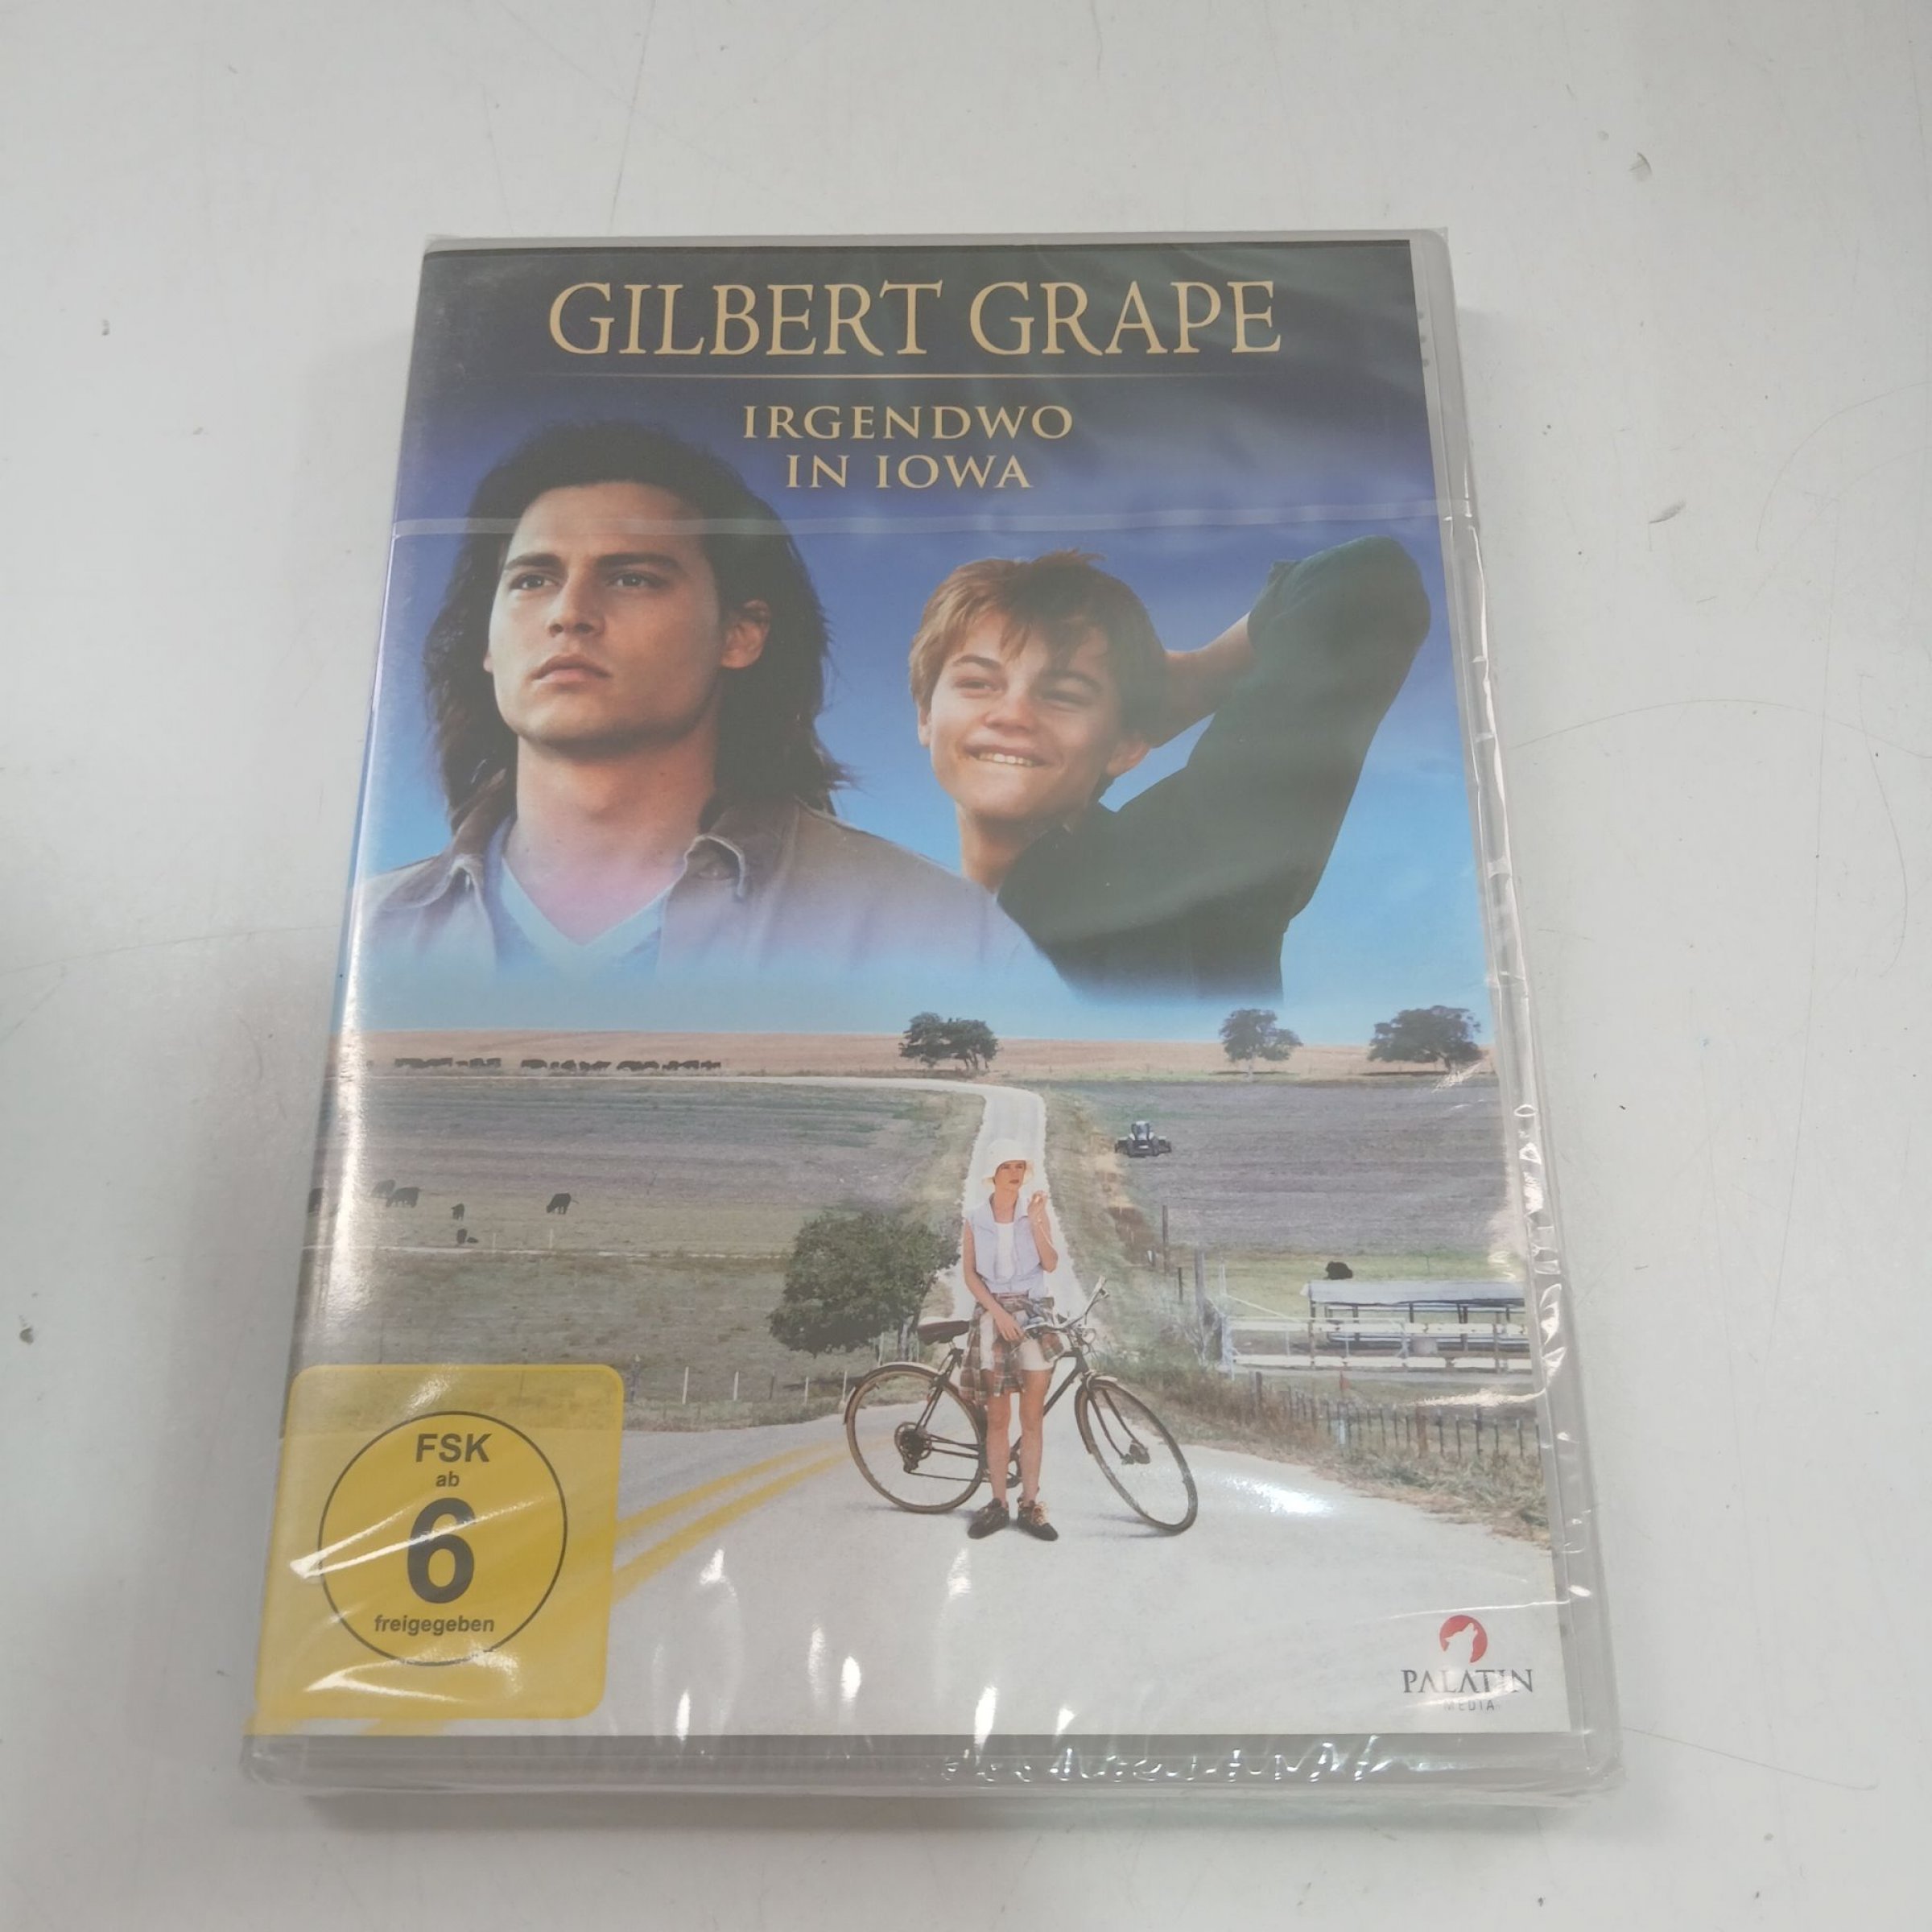 GILBERT GRAPE
IRGENDWO
IN IOWA
FSK
ab
6
freigegeben
PALATIN
MEDIA